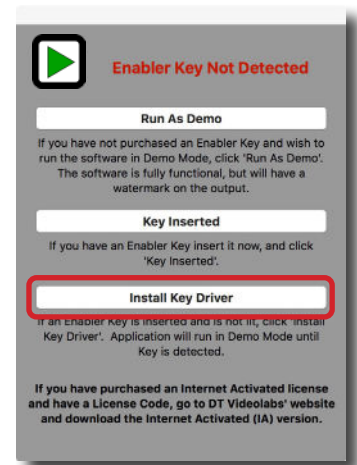 Enabler Key Not Detected
Run As Demo
If you have not purchased an Enabler Key and wish to
run the software in Demo Mode, click 'Run As Demo'.
The software is fully functional, but will have a
watermark on the output.
Key Inserted
If you have an Enabler Key insert it now, and click
'Key Inserted'.
Install Key Driver
If an Enabler Key is inserted and is not lit, click 'Install
Key Driver'. Application will run in Demo Mode until
Key is detected.
If you have purchased an Internet Activated license
and have a License Code, go to DT Videolabs' website
and download the Internet Activated (IA) version.